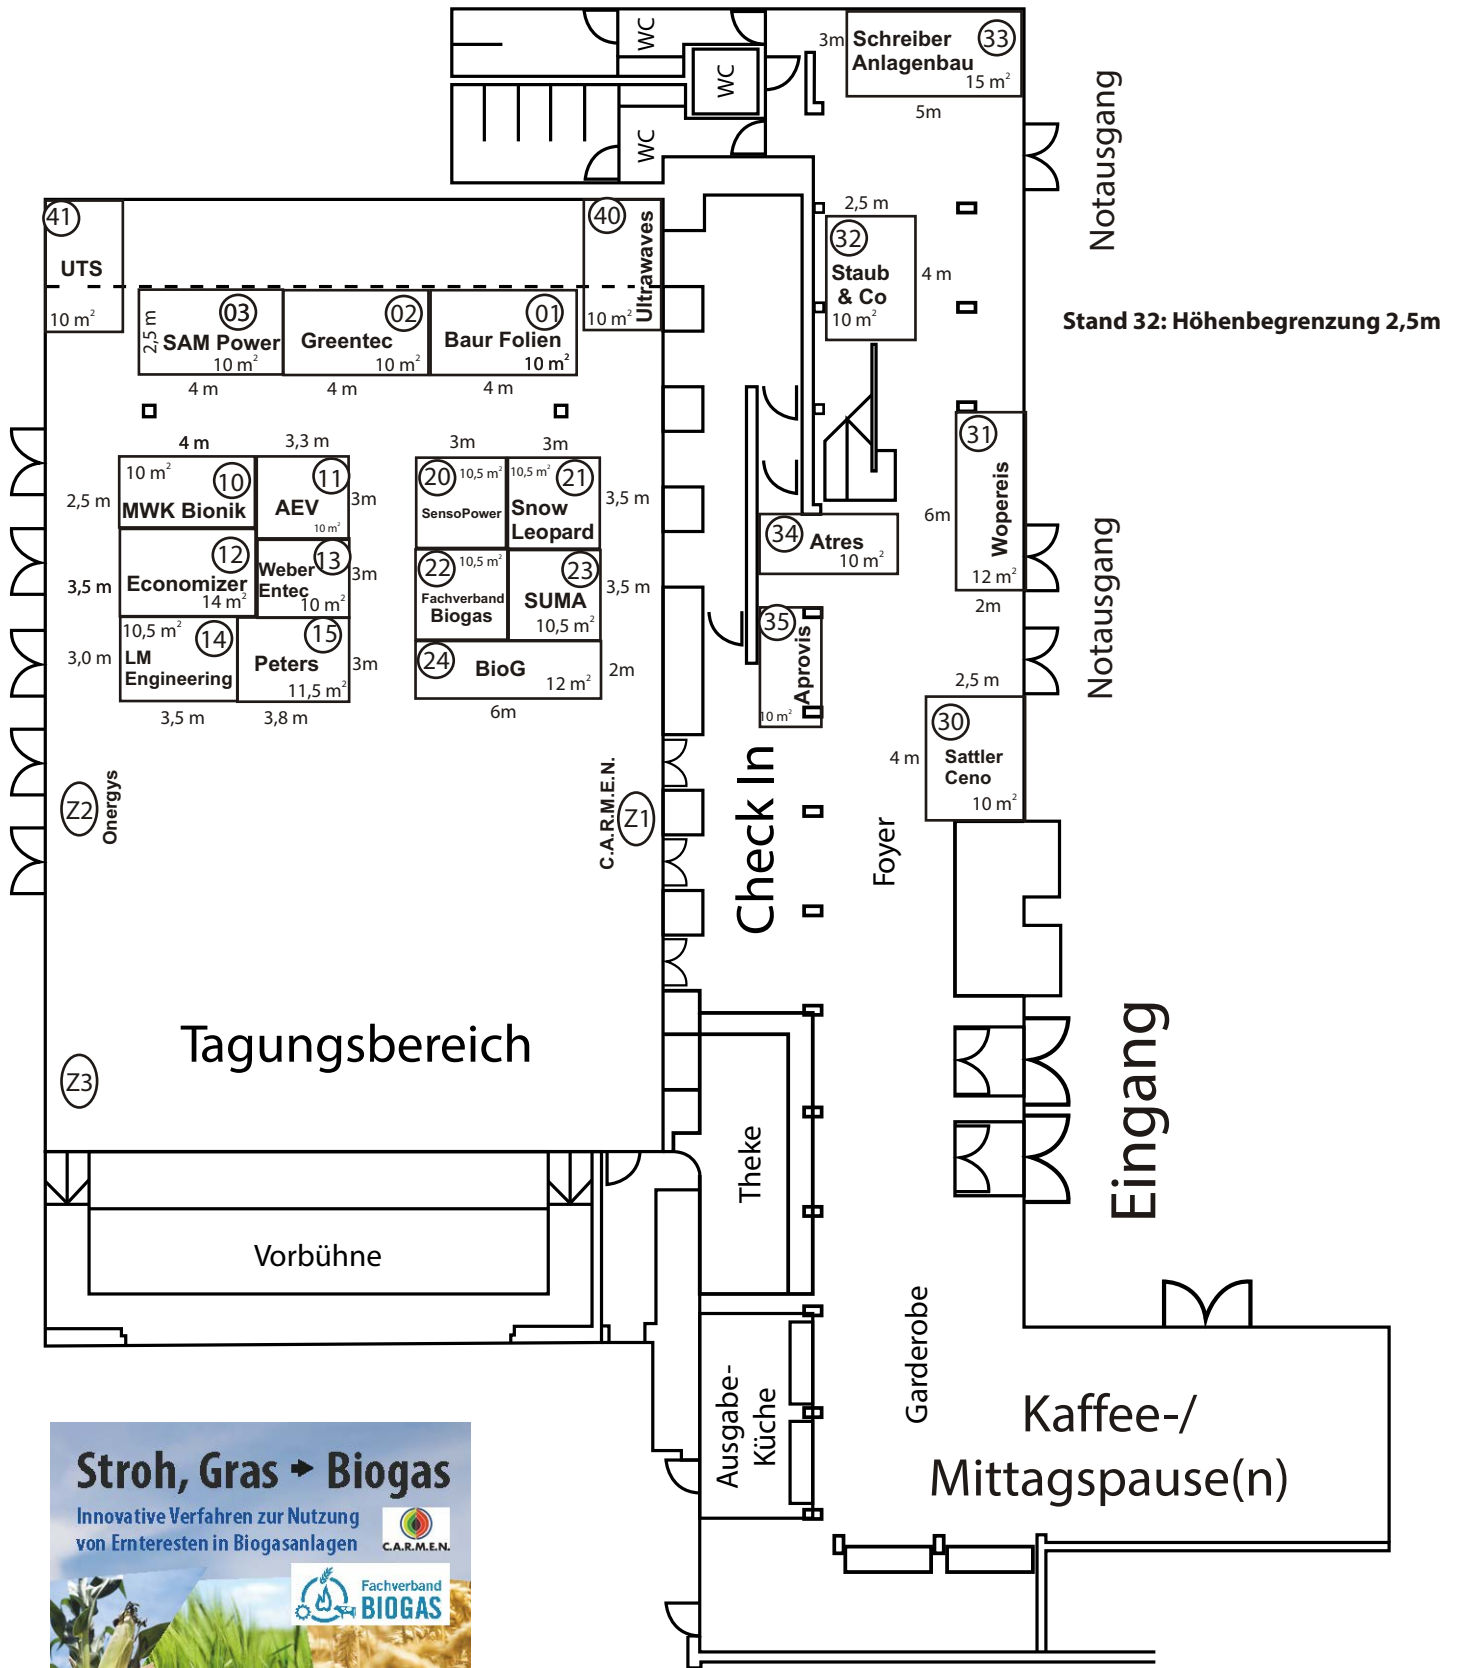 WC
WC
WC
3m
Schreiber
Anlagenbau
33
15 m²
5m
Notausgang
41
UTS
10 m²
40
Ultrawaves
10 m²
2,5 m
32
Staub
& Co
10 m²
4 m
Stand 32: Höhenbegrenzung 2,5m
2,5 m
03
SAM Power
10 m²
4 m
02
Greentec
10 m²
4 m
01
Baur Folien
10 m²
4 m
4 m
3,3 m
3m
3m
10 m²
10
MWK Bionik
2,5 m
11
AEV
10 m²
3m
20
10,5 m²
SensoPower
10,5 m²
21
Snow
Leopard
3,5 m
31
Wopereis
12 m²
6m
2m
Notausgang
34
Atres
10 m²
12
Economizer
14 m²
3,5 m
13
Weber
Entec
10 m²
3m
22
10,5 m²
Fachverband
Biogas
23
SUMA
10,5 m²
3,5 m
35
Aprovis
10 m²
10,5 m²
14
LM
Engineering
3,0 m
3,5 m
15
Peters
11,5 m²
3m
3,8 m
24
BioG
12 m²
2m
6m
2,5 m
30
Sattler
Ceno
10 m²
4 m
Z2
Onergys
C.A.R.M.E.N.
Z1
Check In
Foyer
Tagungsbereich
Z3
Eingang
Theke
Vorbühne
Garderobe
Ausgabe-
Küche
Kaffee-/
Mittagspause(n)
Stroh, Gras Biogas
Innovative Verfahren zur Nutzung
von Ernteresten in Biogasanlagen
C.A.R.M.E.N.
Fachverband
BIOGAS